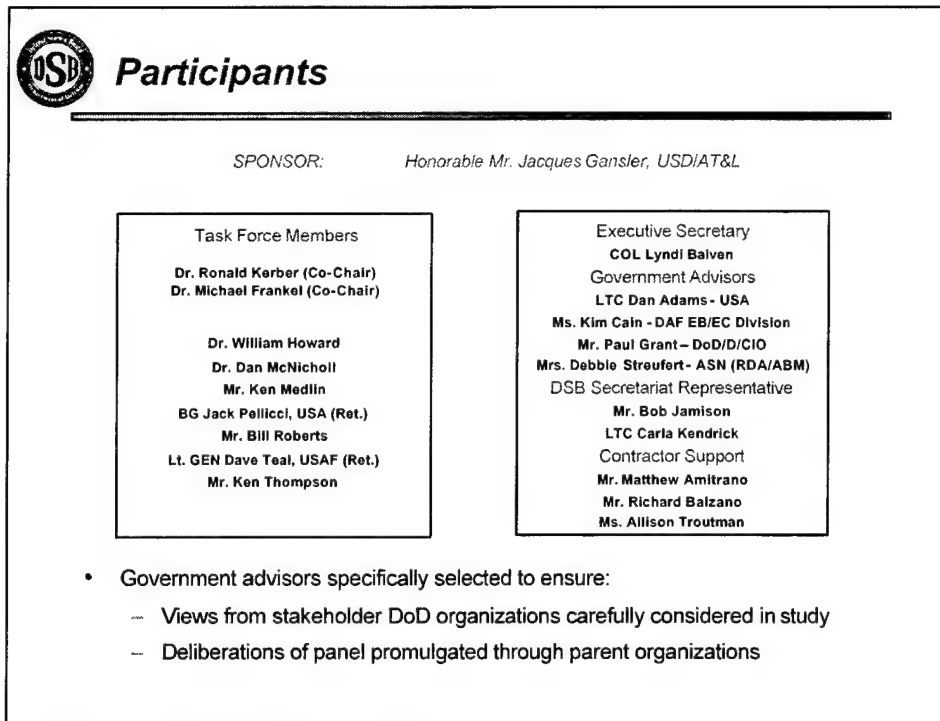 DSB
Participants
SPONSOR: Honorable Mr. Jacques Gansler, USD/AT&L
Task Force Members
Dr. Ronald Kerber (Co-Chair)
Dr. Michael Frankel (Co-Chair)
Dr. William Howard
Dr. Dan McNicholl
Mr. Ken Medlin
BG Jack Pellicci, USA (Ret.)
Mr. Bill Roberts
Lt. GEN Dave Teal, USAF (Ret.)
Mr. Ken Thompson
Executive Secretary
COL Lyndi Balven
Government Advisors
LTC Dan Adams - USA
Ms. Kim Cain - DAF EB/EC Division
Mr. Paul Grant – DoD/D/CIO
Mrs. Debbie Streufert - ASN (RDA/ABM)
DSB Secretariat Representative
Mr. Bob Jamison
LTC Carla Kendrick
Contractor Support
Mr. Matthew Amitrano
Mr. Richard Balzano
Ms. Allison Troutman
• Government advisors specifically selected to ensure:
– Views from stakeholder DoD organizations carefully considered in study
– Deliberations of panel promulgated through parent organizations